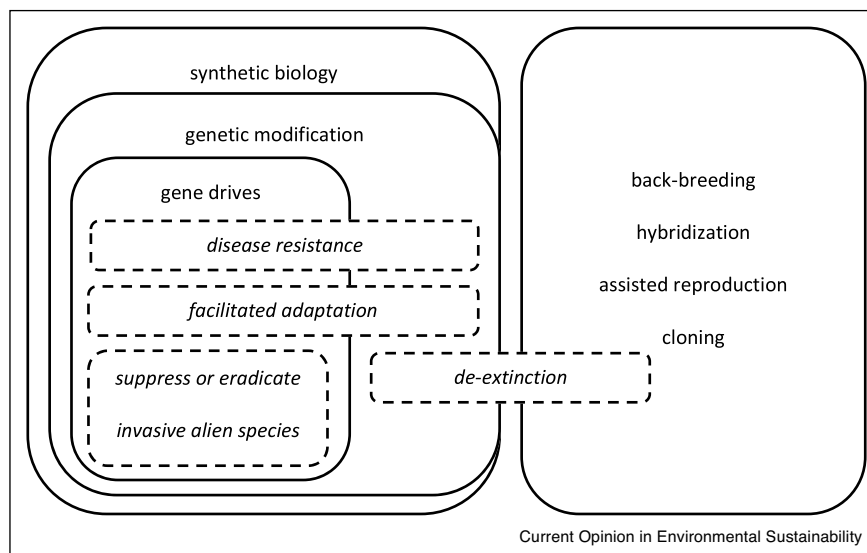 synthetic biology
genetic modification
gene drives
disease resistance
facilitated adaptation
suppress or eradicate
invasive alien species
de-extinction
back-breeding
hybridization
assisted reproduction
cloning
Current Opinion in Environmental Sustainability